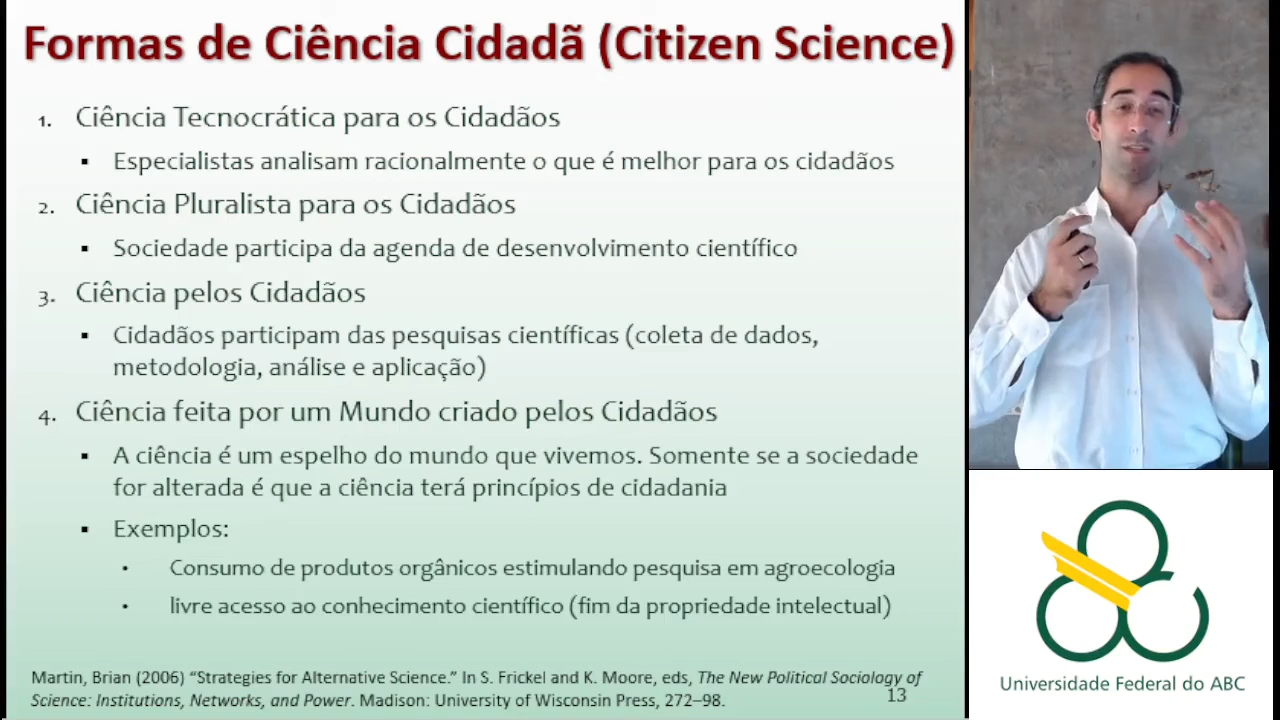 Formas de Ciência Cidadã (Citizen Science)
1. Ciência Tecnocrática para os Cidadãos
▪ Especialistas analisam racionalmente o que é melhor para os cidadãos
2. Ciência Pluralista para os Cidadãos
▪ Sociedade participa da agenda de desenvolvimento científico
3. Ciência pelos Cidadãos
▪ Cidadãos participam das pesquisas científicas (coleta de dados,
metodologia, análise e aplicação)
4. Ciência feita por um Mundo criado pelos Cidadãos
▪ A ciência é um espelho do mundo que vivemos. Somente se a sociedade
for alterada é que a ciência terá princípios de cidadania
▪ Exemplos:
• Consumo de produtos orgânicos estimulando pesquisa em agroecologia
• livre acesso ao conhecimento científico (fim da propriedade intelectual)
Martin, Brian (2006) “Strategies for Alternative Science.” In S. Frickel and K. Moore, eds, The New Political Sociology of
Science: Institutions, Networks, and Power. Madison: University of Wisconsin Press, 272–98.
13
Universidade Federal do ABC